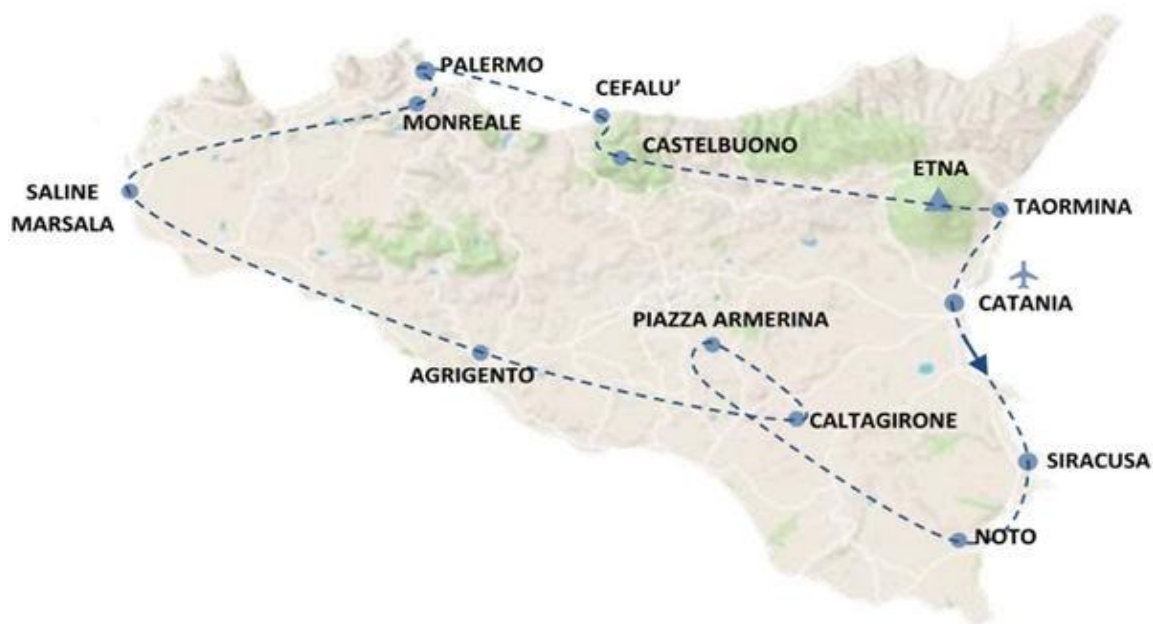 PALERMO
CEFALU’
MONREALE
CASTELBUONO
ETNA
SALINE
MARSALA
TAORMINA
CATANIA
PIAZZA ARMERINA
AGRIGENTO
CALTAGIRONE
SIRACUSA
NOTO